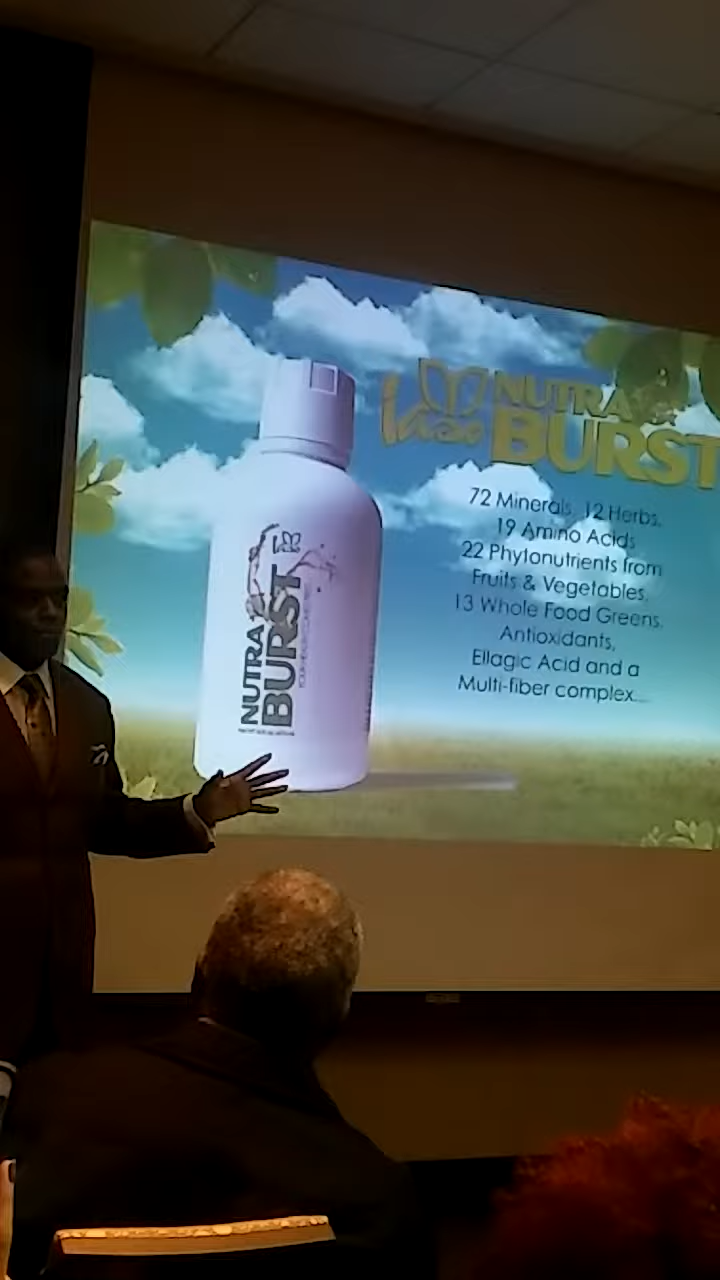 iaso
NUTRA
BURST
72 Minerals, 12 Herbs,
19 Amino Acids
22 Phytonutrients from
Fruits & Vegetables,
13 Whole Food Greens,
Antioxidants,
Ellagic Acid and a
Multi-fiber complex...
NUTRA
BURST